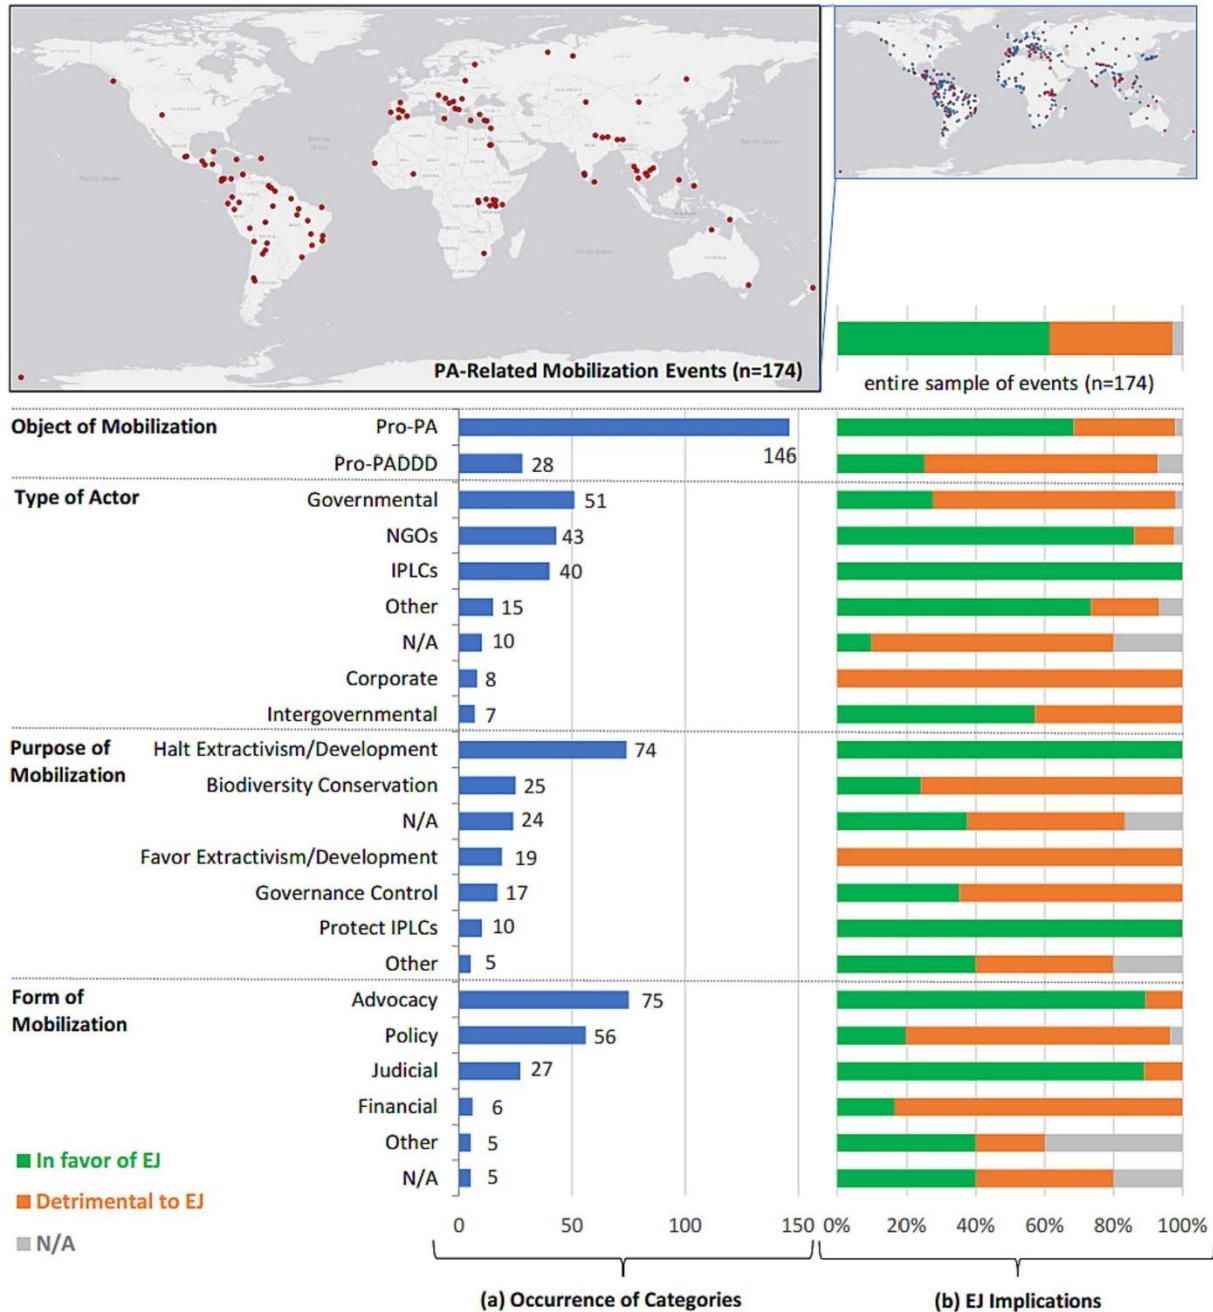 PA-Related Mobilization Events (n=174)
entire sample of events (n=174)
Object of Mobilization
Pro-PA
146
Pro-PADDD
28
Type of Actor
Governmental
51
NGOs
43
IPLCs
40
Other
15
N/A
10
Corporate
8
Intergovernmental
7
Purpose of
Mobilization
Halt Extractivism/Development
74
Biodiversity Conservation
25
N/A
24
Favor Extractivism/Development
19
Governance Control
17
Protect IPLCs
10
Other
5
Form of
Mobilization
Advocacy
75
Policy
56
Judicial
27
Financial
6
Other
5
N/A
5
In favor of EJ
Detrimental to EJ
N/A
0 50 100 150
0% 20% 40% 60% 80% 100%
(a) Occurrence of Categories
(b) EJ Implications